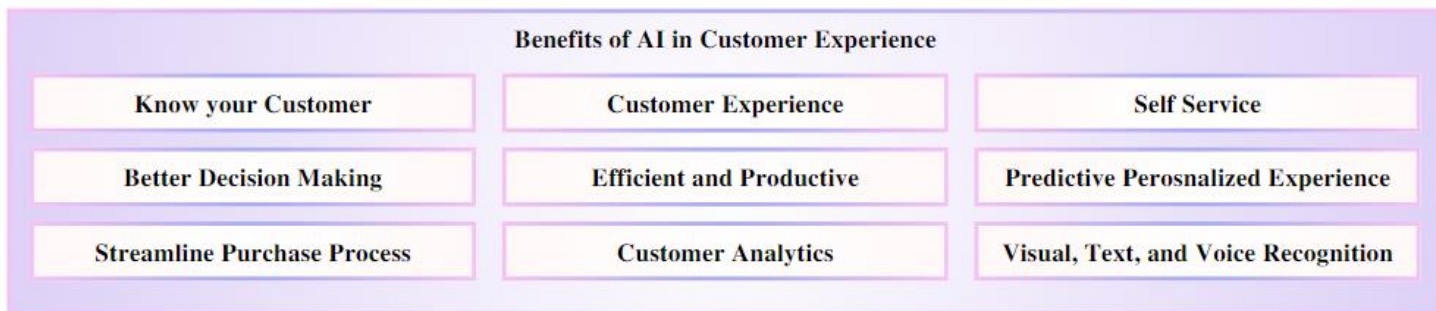 Benefits of AI in Customer Experience
Know your Customer
Customer Experience
Self Service
Better Decision Making
Efficient and Productive
Predictive Perosnalized Experience
Streamline Purchase Process
Customer Analytics
Visual, Text, and Voice Recognition